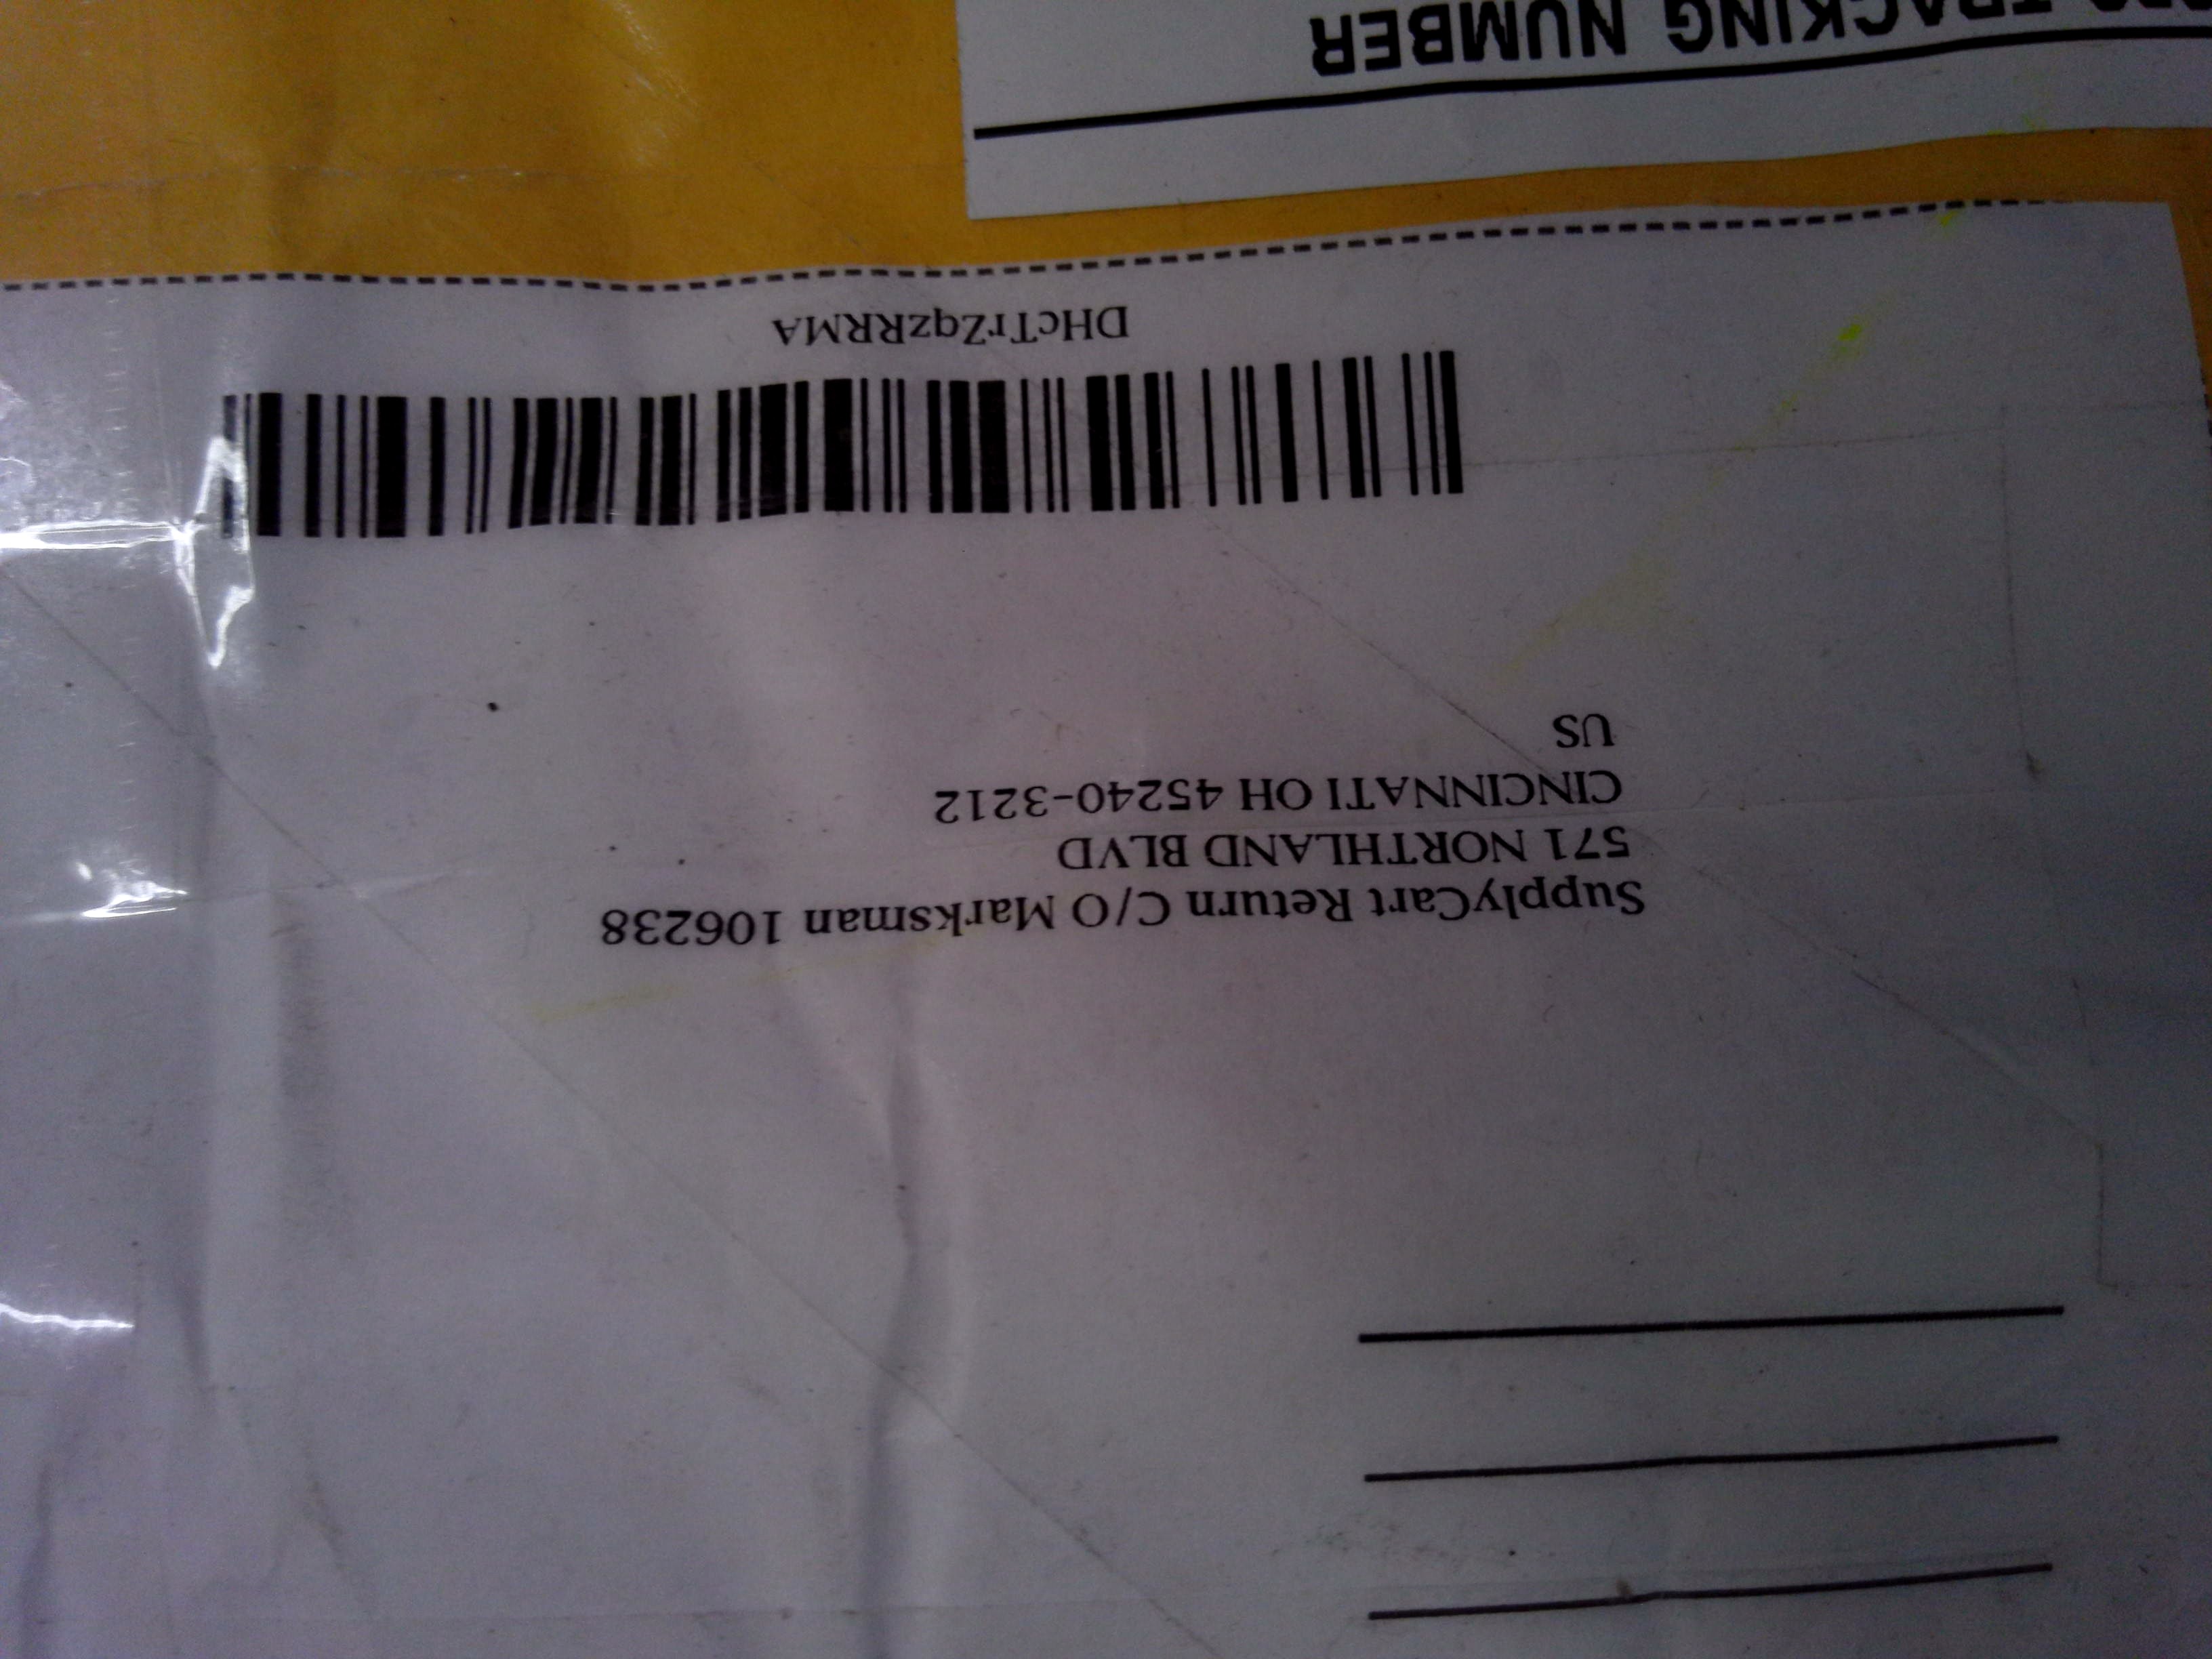 SupplyCart Return C/O Marksman 106238
571 NORTHLAND BLVD
CINCINNATI OH 45240-3212
US
DHcTrZqzRRMA
TRACKING NUMBER